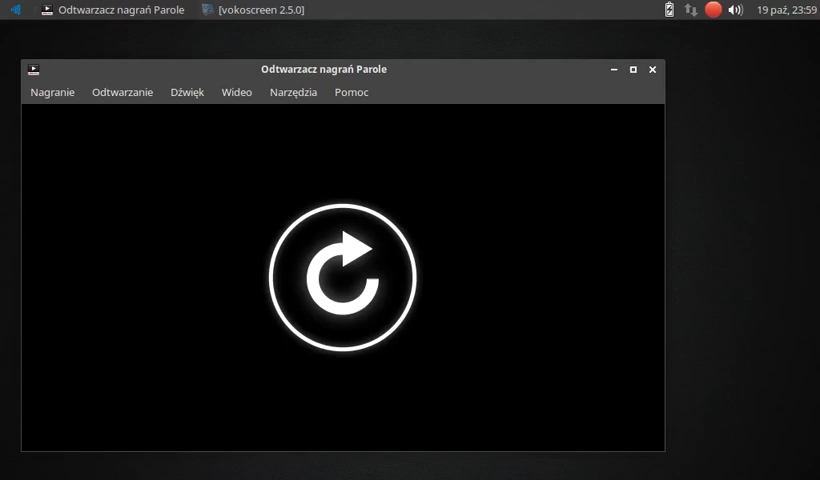 Odtwarzacz nagrań Parole [vokoscreen 2.5.0] 19 paź, 23:59
Odtwarzacz nagrań Parole
Nagranie Odtwarzanie Dźwięk Wideo Narzędzia Pomoc